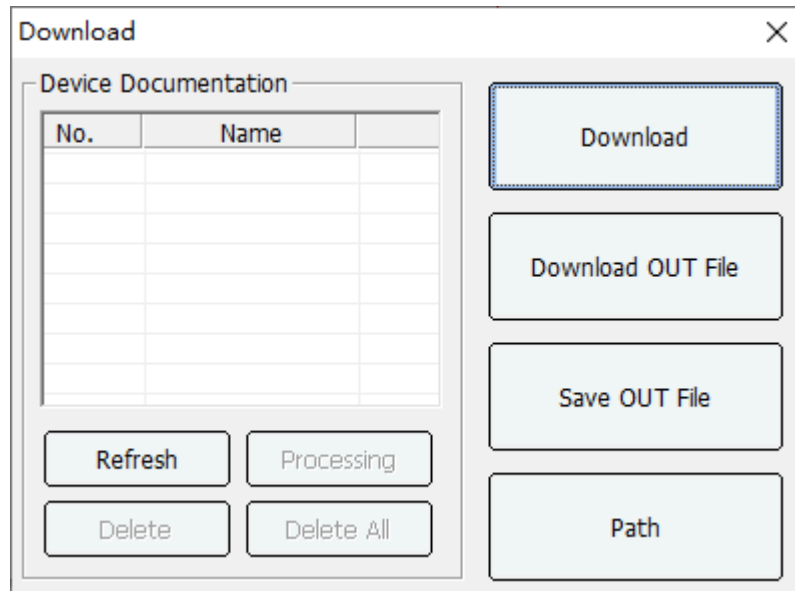 Download
Device Documentation
No. Name
Refresh Processing
Delete Delete All
Download
Download OUT File
Save OUT File
Path